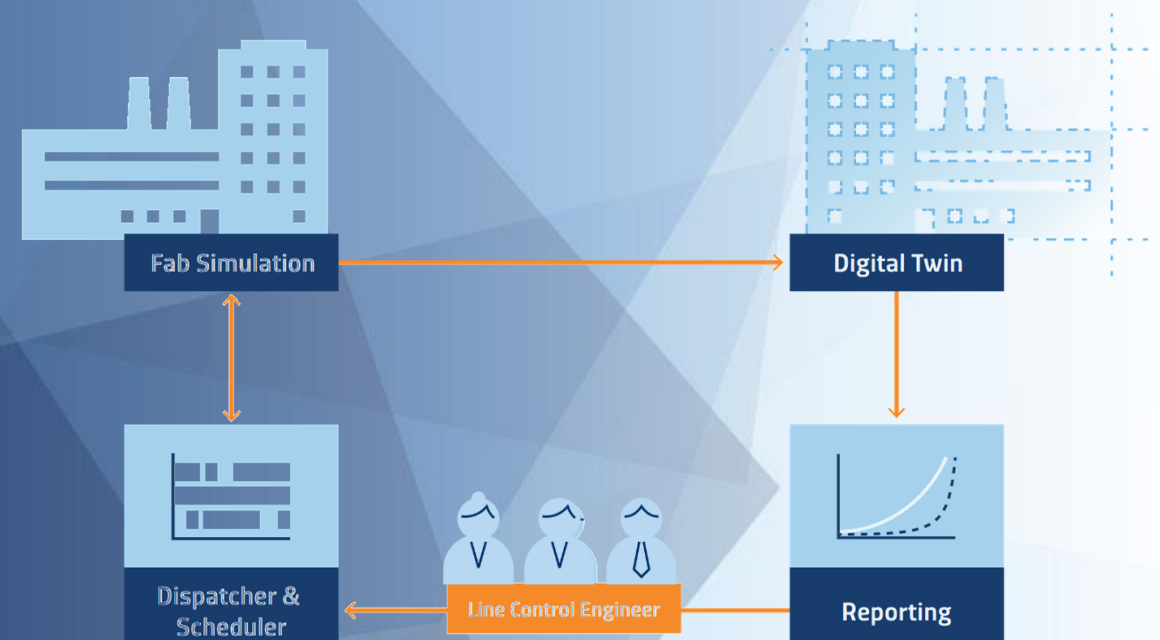 Fab Simulation
Digital Twin
Dispatcher &
Scheduler
Line Control Engineer
Reporting